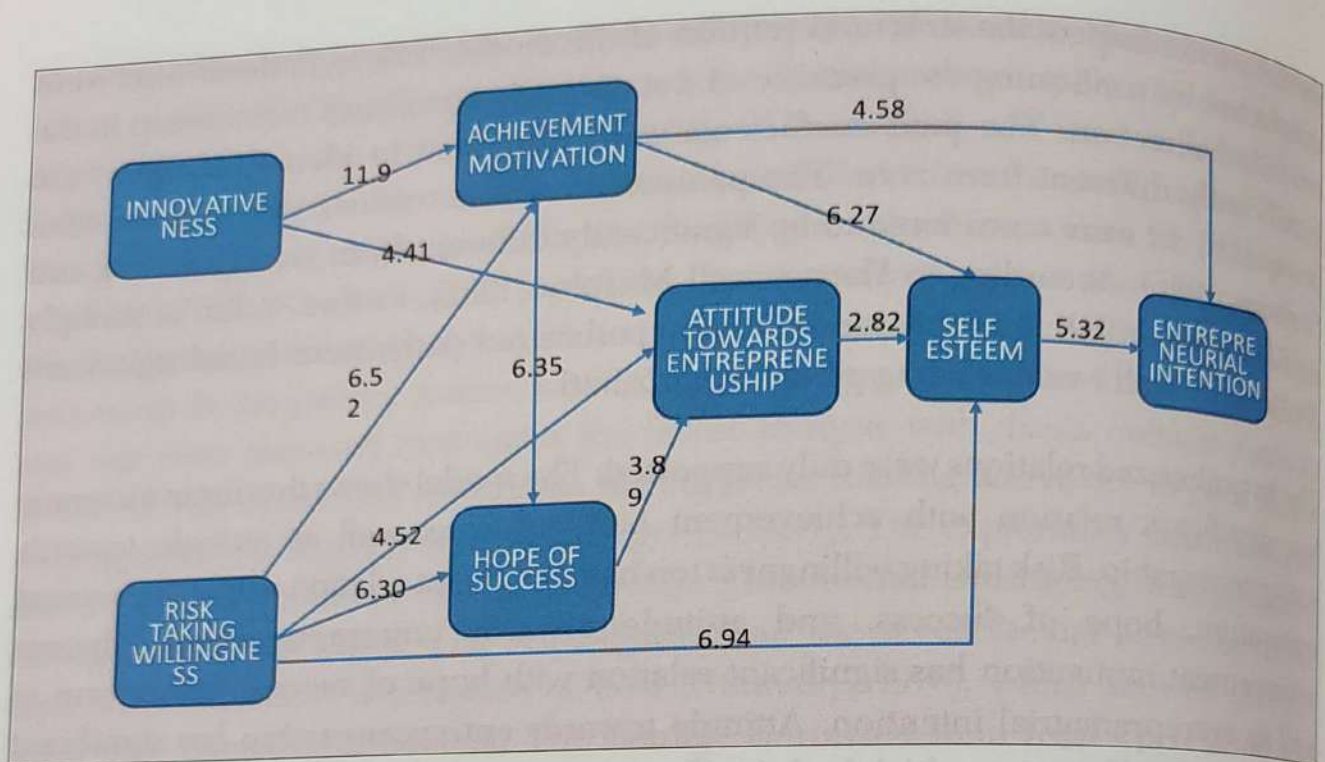 ACHIEVEMENT
MOTIVATION
4.58
11.9
INNOVATIVE
NESS
6.27
4.41
ATTITUDE
TOWARDS
ENTREPRENE
USHIP
2.82
SELF
ESTEEM
5.32
ENTREPRE
NEURIAL
INTENTION
6.5
2
6.35
3.8
9
4.52
HOPE OF
SUCCESS
6.30
RISK
TAKING
WILLINGNE
SS
6.94